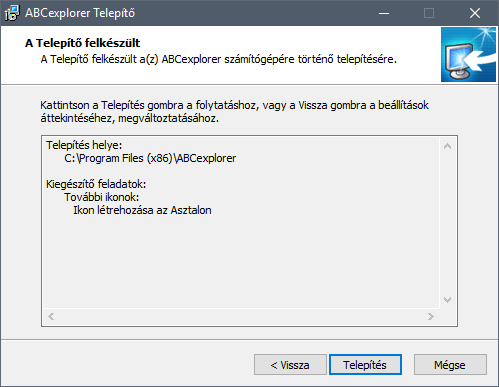 ABCexplorer Telepítő
A Telepítő felkészült
A Telepítő felkészült a(z) ABCexplorer számítógépére történő telepítésére.
Kattintson a Telepítés gombra a folytatáshoz, vagy a Vissza gombra a beállítások
áttekintéséhez, megváltoztatásához.
Telepítés helye:
C:\Program Files (x86)\ABCexplorer
Kiegészítő feladatok:
További ikonok:
Ikon létrehozása az Asztalon
< Vissza
Telepítés
Mégse